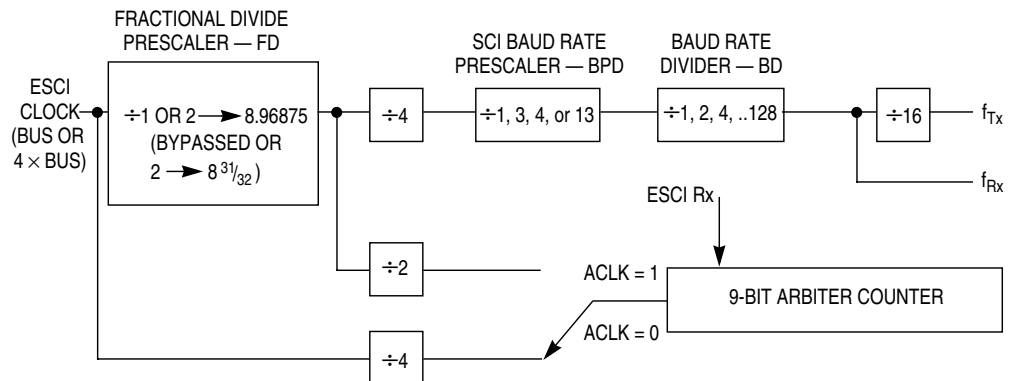 FRACTIONAL DIVIDE
PRESCALER — FD
SCI BAUD RATE
PRESCALER — BPD
BAUD RATE
DIVIDER — BD
ESCI
CLOCK
(BUS OR
4 × BUS)
÷1 OR 2 → 8.96875
(BYPASSED OR
2 → 8 31/32 )
÷4
÷1, 3, 4, or 13
÷1, 2, 4, ..128
÷16
fTx
fRx
ESCI Rx
÷2
ACLK = 1
9-BIT ARBITER COUNTER
ACLK = 0
÷4